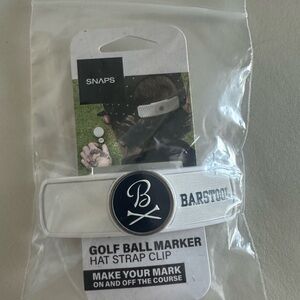 SNAPS
B
BARSTOOL
GOLF BALL MARKER
HAT STRAP CLIP
MAKE YOUR MARK
ON AND OFF THE COURSE